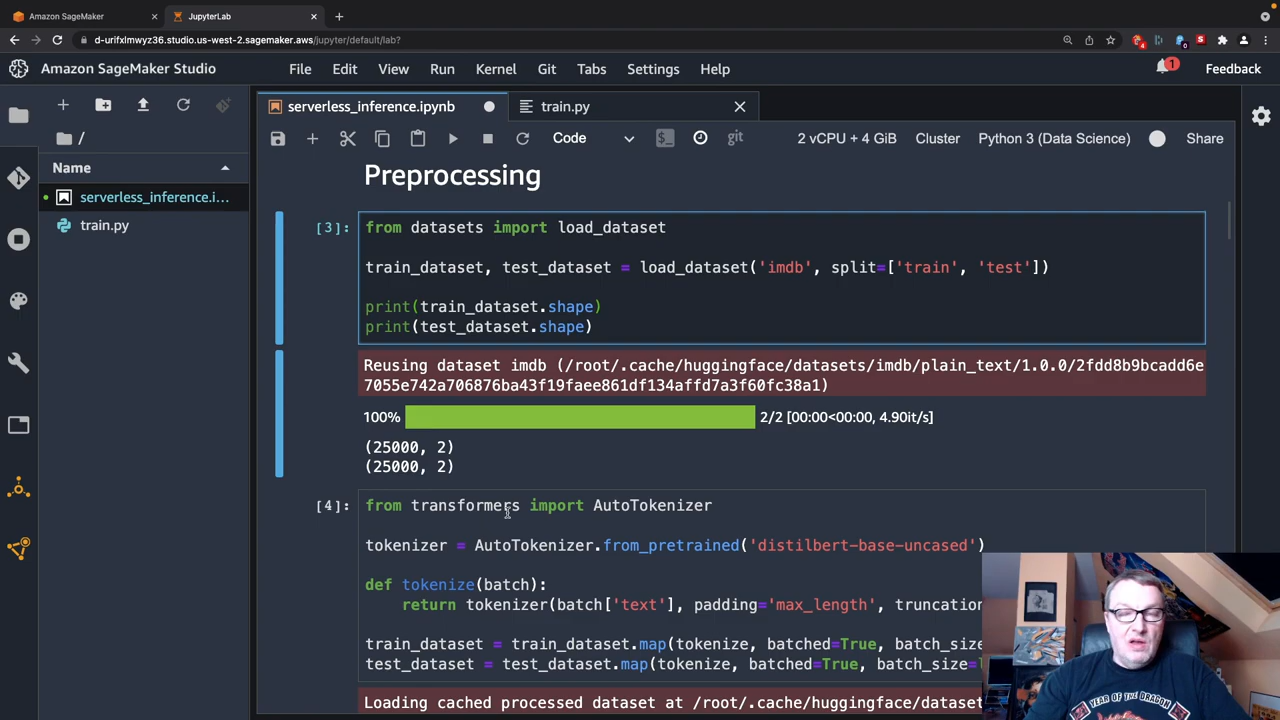 Amazon SageMaker
JupyterLab
d-urifxlmwyz36.studio.us-west-2.sagemaker.aws/jupyter/default/lab?
Amazon SageMaker Studio
File Edit View Run Kernel Git Tabs Settings Help
1
Feedback
serverless_inference.ipynb
train.py
Code
git
2 vCPU + 4 GiB
Cluster
Python 3 (Data Science)
Share
/
Name
serverless_inference.i…
train.py
Preprocessing
[3]:
from datasets import load_dataset
train_dataset, test_dataset = load_dataset('imdb', split=['train', 'test'])
print(train_dataset.shape)
print(test_dataset.shape)
Reusing dataset imdb (/root/.cache/huggingface/datasets/imdb/plain_text/1.0.0/2fdd8b9bcadd6e
7055e742a706876ba43f19faee861df134affd7a3f60fc38a1)
100% 2/2 [00:00<00:00, 4.90it/s]
(25000, 2)
(25000, 2)
[4]:
from transformers import AutoTokenizer
tokenizer = AutoTokenizer.from_pretrained('distilbert-base-uncased')
def tokenize(batch):
return tokenizer(batch['text'], padding='max_length', truncation
train_dataset = train_dataset.map(tokenize, batched=True, batch_size
test_dataset = test_dataset.map(tokenize, batched=True, batch_size=
Loading cached processed dataset at /root/.cache/huggingface/dataset
YEAR OF THE DRAGON